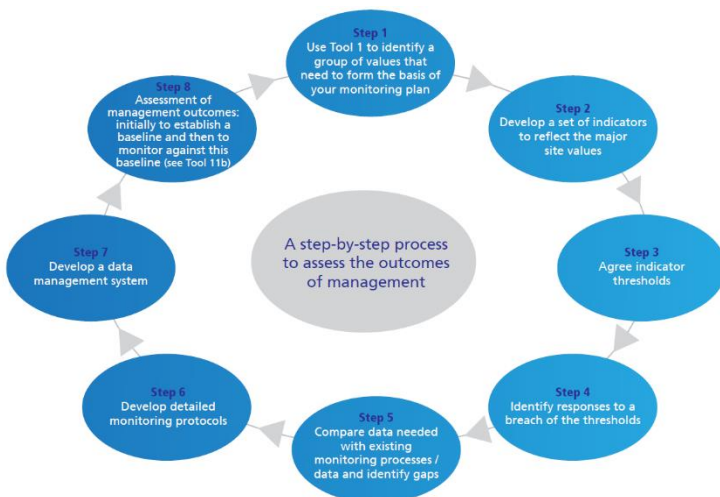 Step 1
Use Tool 1 to identify a
group of values that
need to form the basis of
your monitoring plan
Step 2
Develop a set of indicators
to reflect the major
site values
Step 3
Agree indicator
thresholds
Step 4
Identify responses to a
breach of the thresholds
Step 5
Compare data needed
with existing
monitoring processes /
data and identify gaps
Step 6
Develop detailed
monitoring protocols
Step 7
Develop a data
management system
Step 8
Assessment of
management outcomes:
initially to establish a
baseline and then to
monitor against this
baseline (see Tool 11b)
A step-by-step process
to assess the outcomes
of management